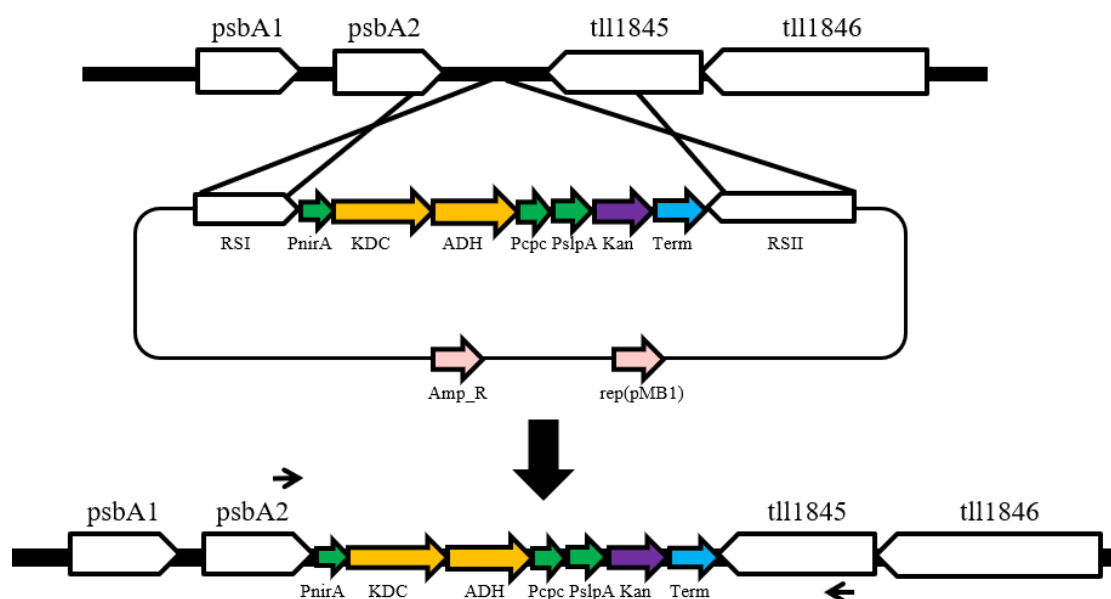 psbA1 psbA2 tll1845 tll1846
RSI PnirA KDC ADH Pcpc PslpA Kan Term RSII
Amp_R rep(pMB1)
psbA1 psbA2 tll1845 tll1846
PnirA KDC ADH Pcpc PslpA Kan Term